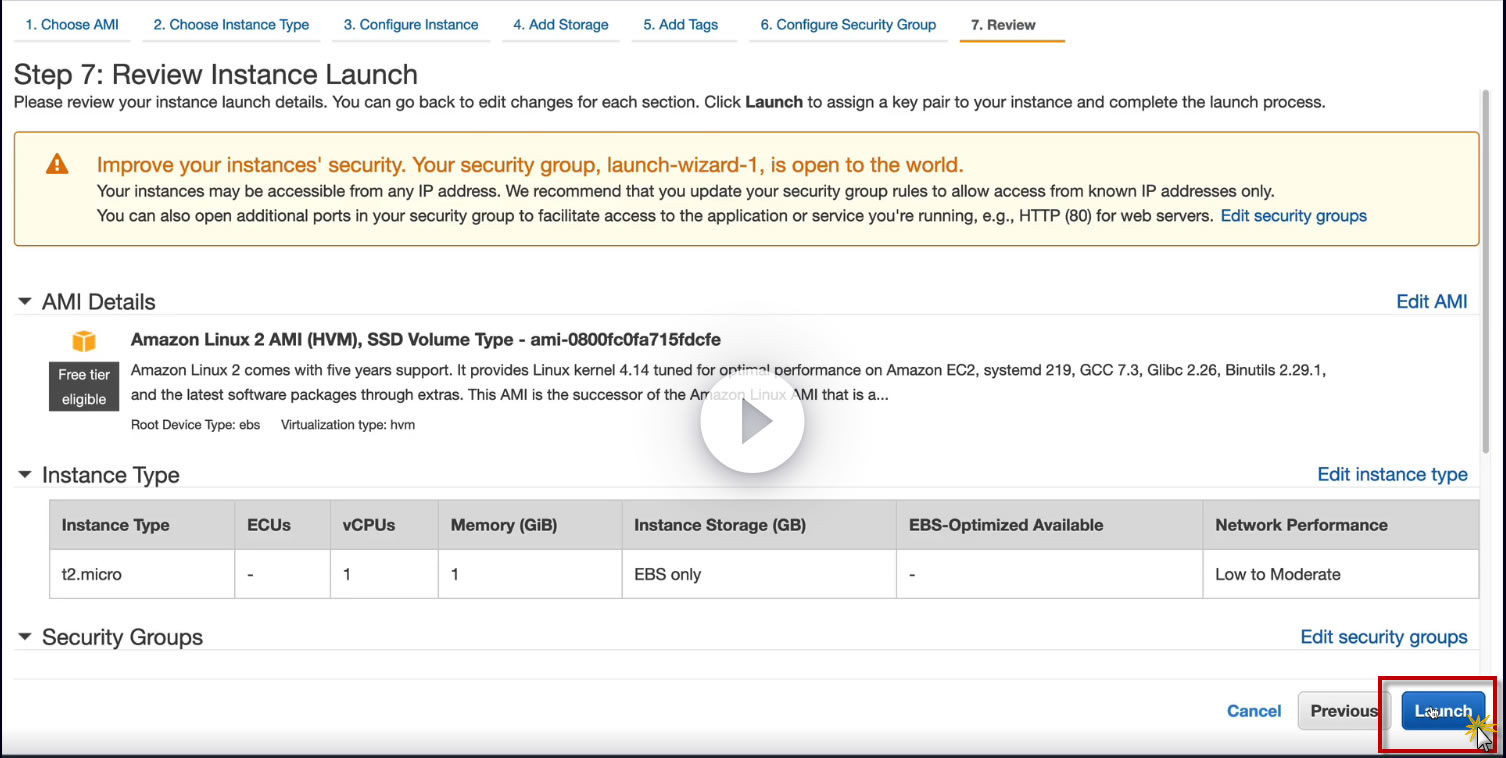 1. Choose AMI 2. Choose Instance Type 3. Configure Instance 4. Add Storage 5. Add Tags 6. Configure Security Group 7. Review
Step 7: Review Instance Launch
Please review your instance launch details. You can go back to edit changes for each section. Click Launch to assign a key pair to your instance and complete the launch process.
Improve your instances' security. Your security group, launch-wizard-1, is open to the world.
Your instances may be accessible from any IP address. We recommend that you update your security group rules to allow access from known IP addresses only.
You can also open additional ports in your security group to facilitate access to the application or service you're running, e.g., HTTP (80) for web servers. Edit security groups
AMI Details Edit AMI
Amazon Linux 2 AMI (HVM), SSD Volume Type - ami-0800fc0fa715fdcfe
Free tier
eligible
Amazon Linux 2 comes with five years support. It provides Linux kernel 4.14 tuned for optimal performance on Amazon EC2, systemd 219, GCC 7.3, Glibc 2.26, Binutils 2.29.1,
and the latest software packages through extras. This AMI is the successor of the Amazon Linux AMI that is a...
Root Device Type: ebs Virtualization type: hvm
Instance Type Edit instance type
Instance Type ECUs vCPUs Memory (GiB) Instance Storage (GB) EBS-Optimized Available Network Performance
t2.micro - 1 1 EBS only - Low to Moderate
Security Groups Edit security groups
Cancel Previous Launch